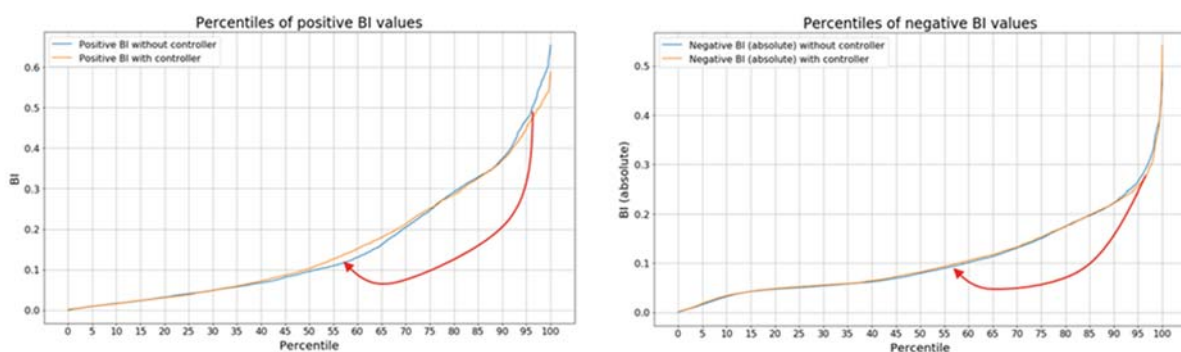 Percentiles of positive BI values
Positive BI without controller
Positive BI with controller
BI
0.6
0.5
0.4
0.3
0.2
0.1
0.0
0 5 10 15 20 25 30 35 40 45 50 55 60 65 70 75 80 85 90 95 100
Percentile
Percentiles of negative BI values
Negative BI (absolute) without controller
Negative BI (absolute) with controller
BI (absolute)
0.5
0.4
0.3
0.2
0.1
0.0
0 5 10 15 20 25 30 35 40 45 50 55 60 65 70 75 80 85 90 95 100
Percentile